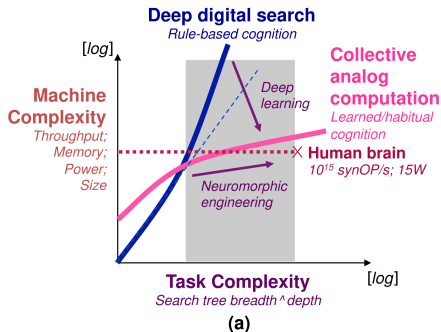 Deep digital search
Rule-based cognition
[log]
Collective
analog
computation
Learned/habitual
cognition
Deep
learning
Machine
Complexity
Throughput;
Memory;
Power;
Size
Human brain
10¹⁵ synOP/s; 15W
Neuromorphic
engineering
[log]
Task Complexity
Search tree breadth^depth
(a)